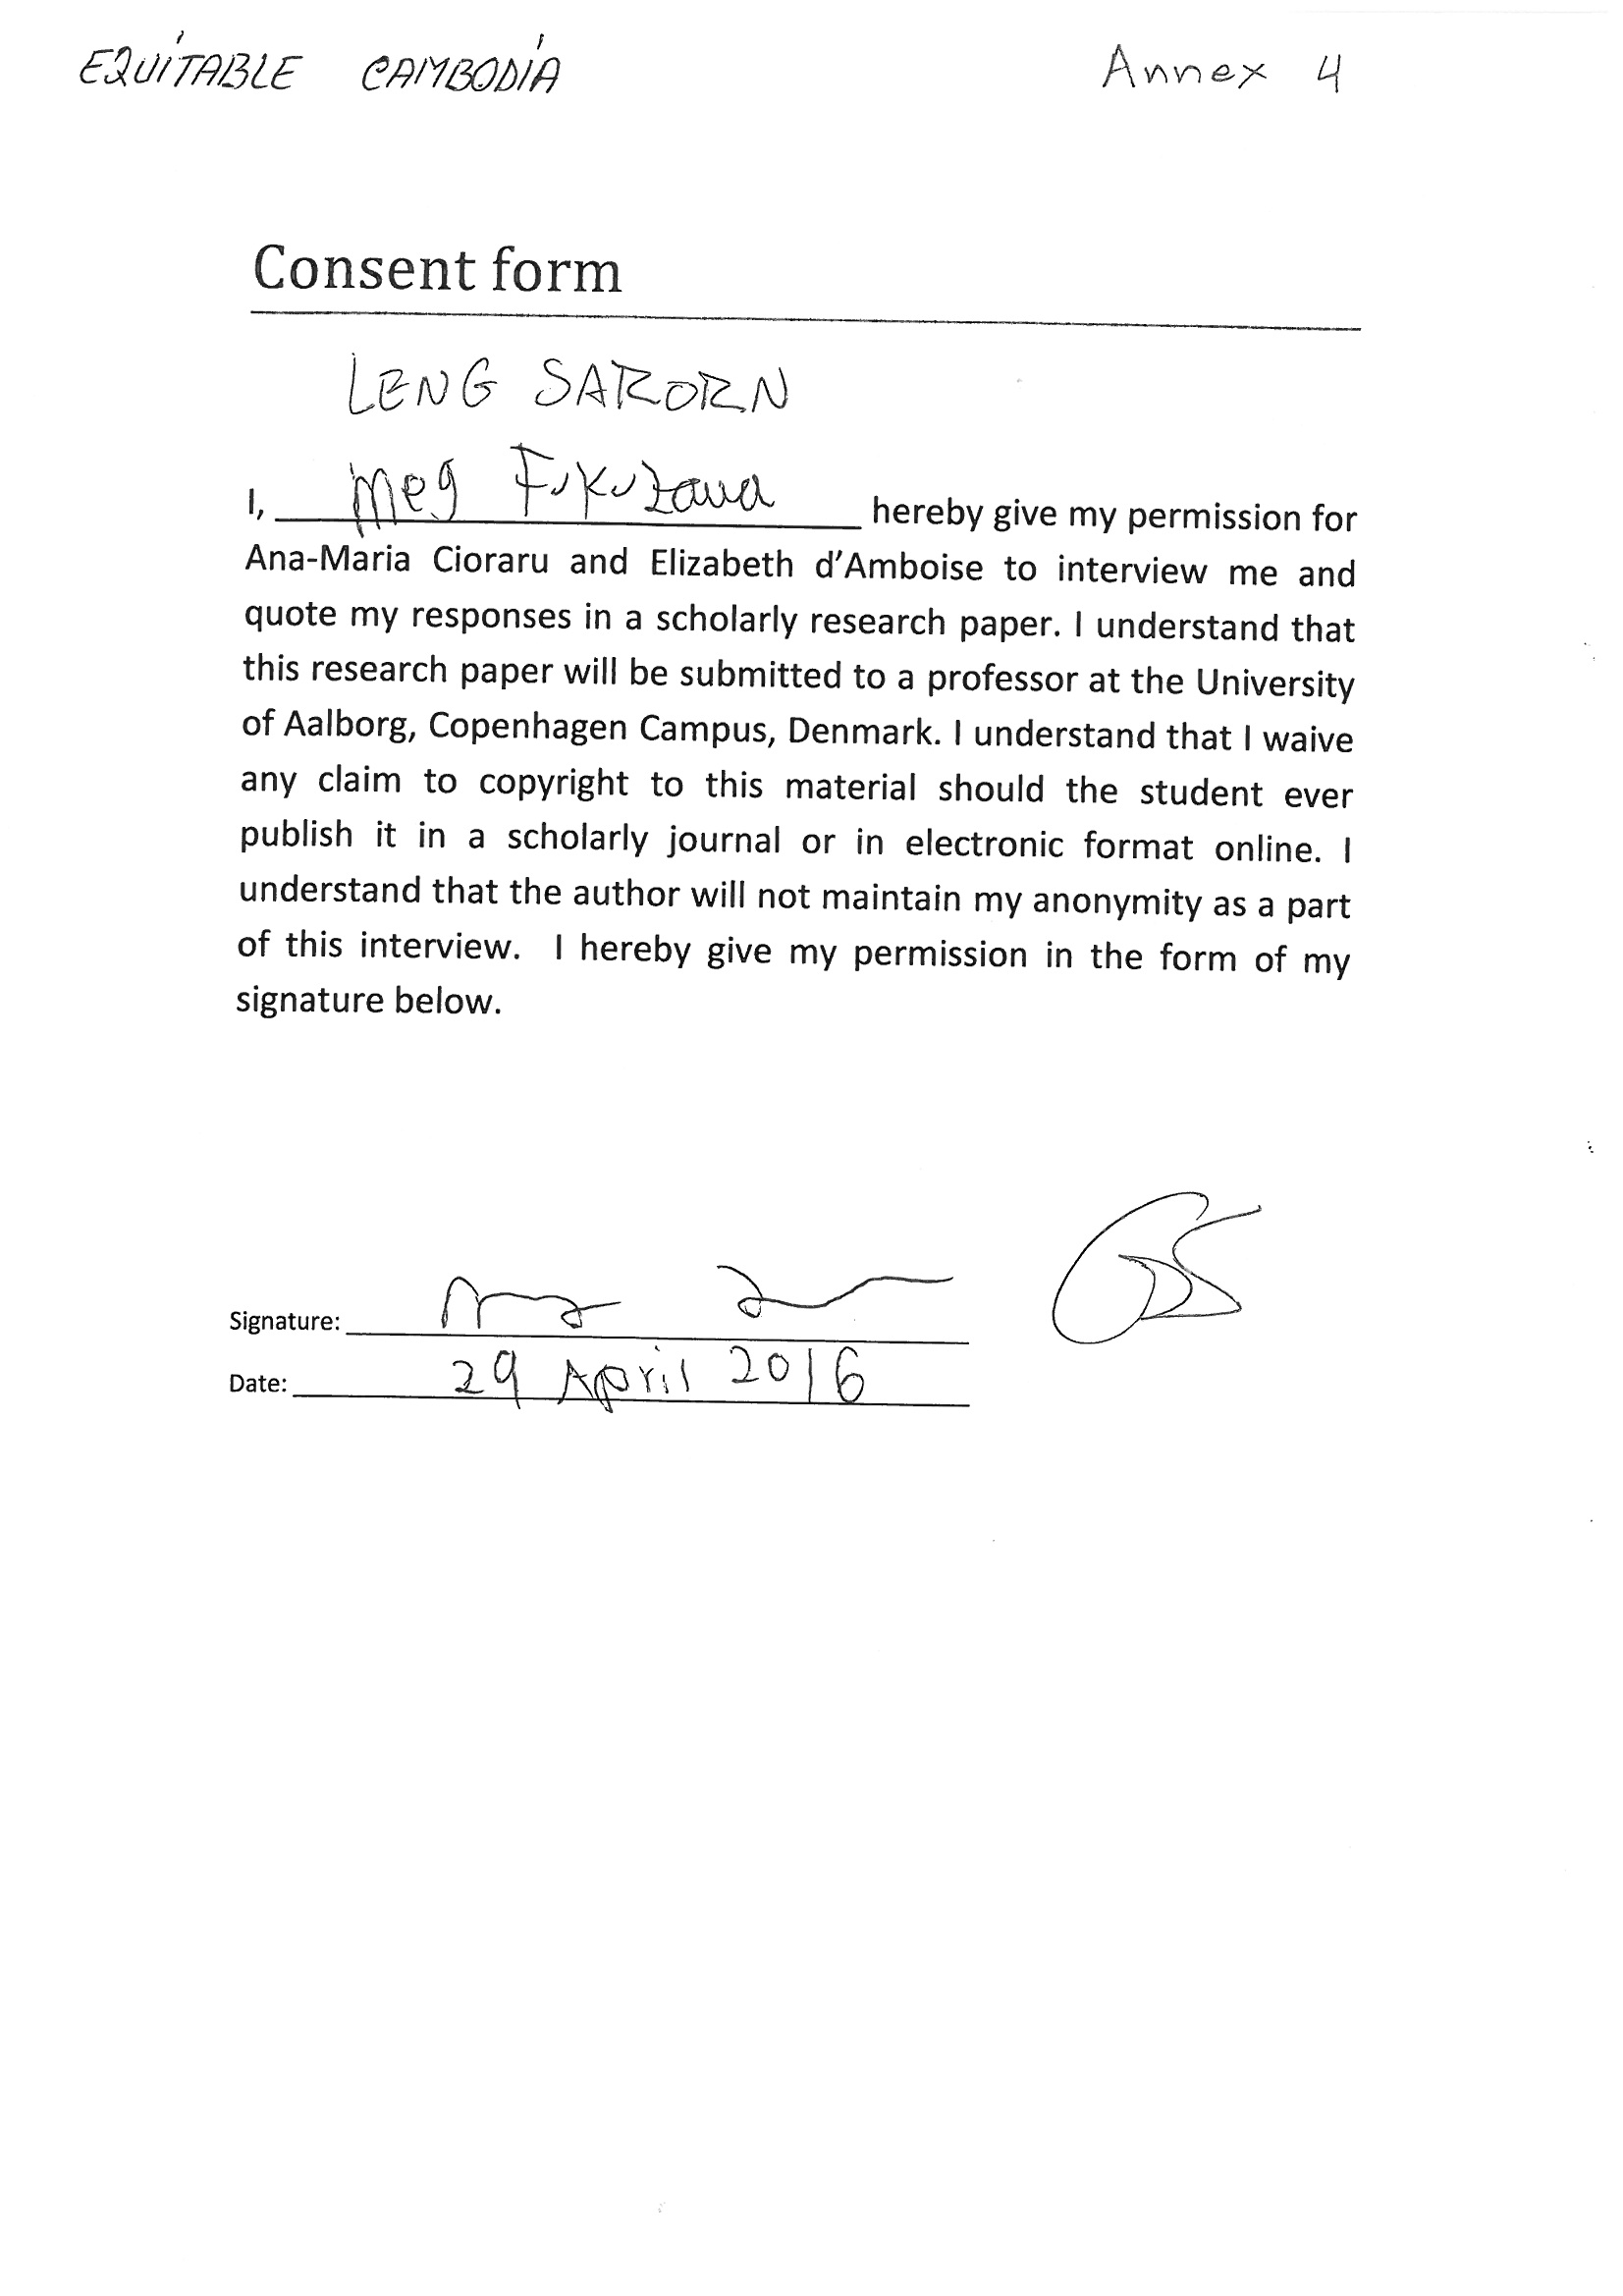 EQUITABLE CAMBODIA Annex 4
Consent form
LENG SARORN
I, Meg Fukuzawa hereby give my permission for
Ana-Maria Cioraru and Elizabeth d'Amboise to interview me and
quote my responses in a scholarly research paper. I understand that
this research paper will be submitted to a professor at the University
of Aalborg, Copenhagen Campus, Denmark. I understand that I waive
any claim to copyright to this material should the student ever
publish it in a scholarly journal or in electronic format online. I
understand that the author will not maintain my anonymity as a part
of this interview. I hereby give my permission in the form of my
signature below.
Signature:
Date: 29 April 2016